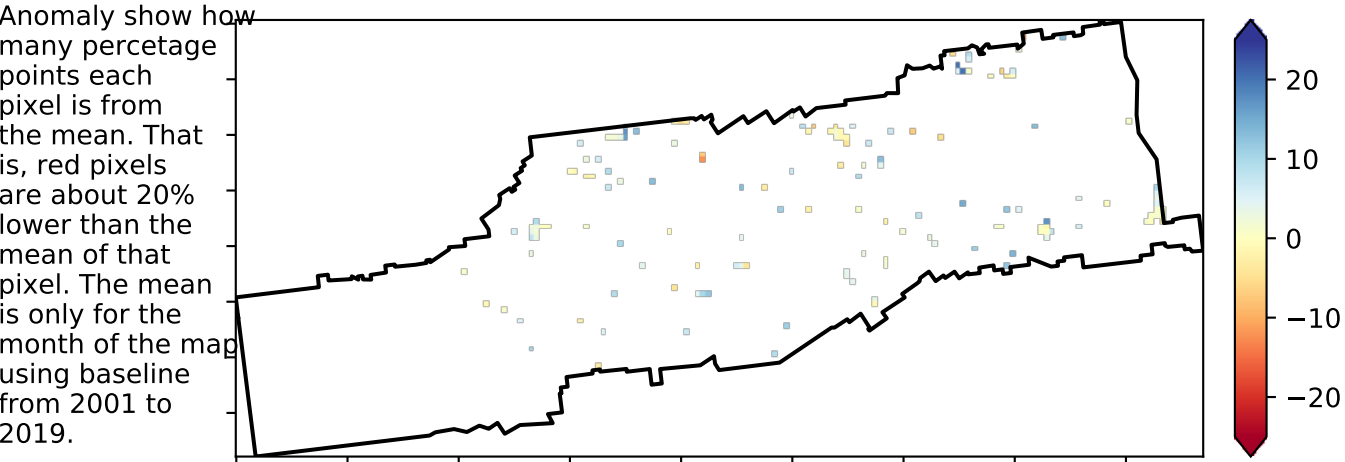 Anomaly show how
many percetage
points each
pixel is from
the mean. That
is, red pixels
are about 20%
lower than the
mean of that
pixel. The mean
is only for the
month of the map
using baseline
from 2001 to
2019.
20
10
0
−10
−20